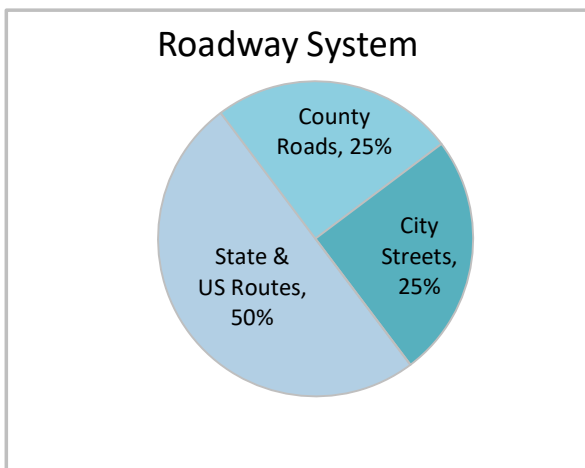 Roadway System
County
Roads, 25%
City
Streets,
25%
State &
US Routes,
50%